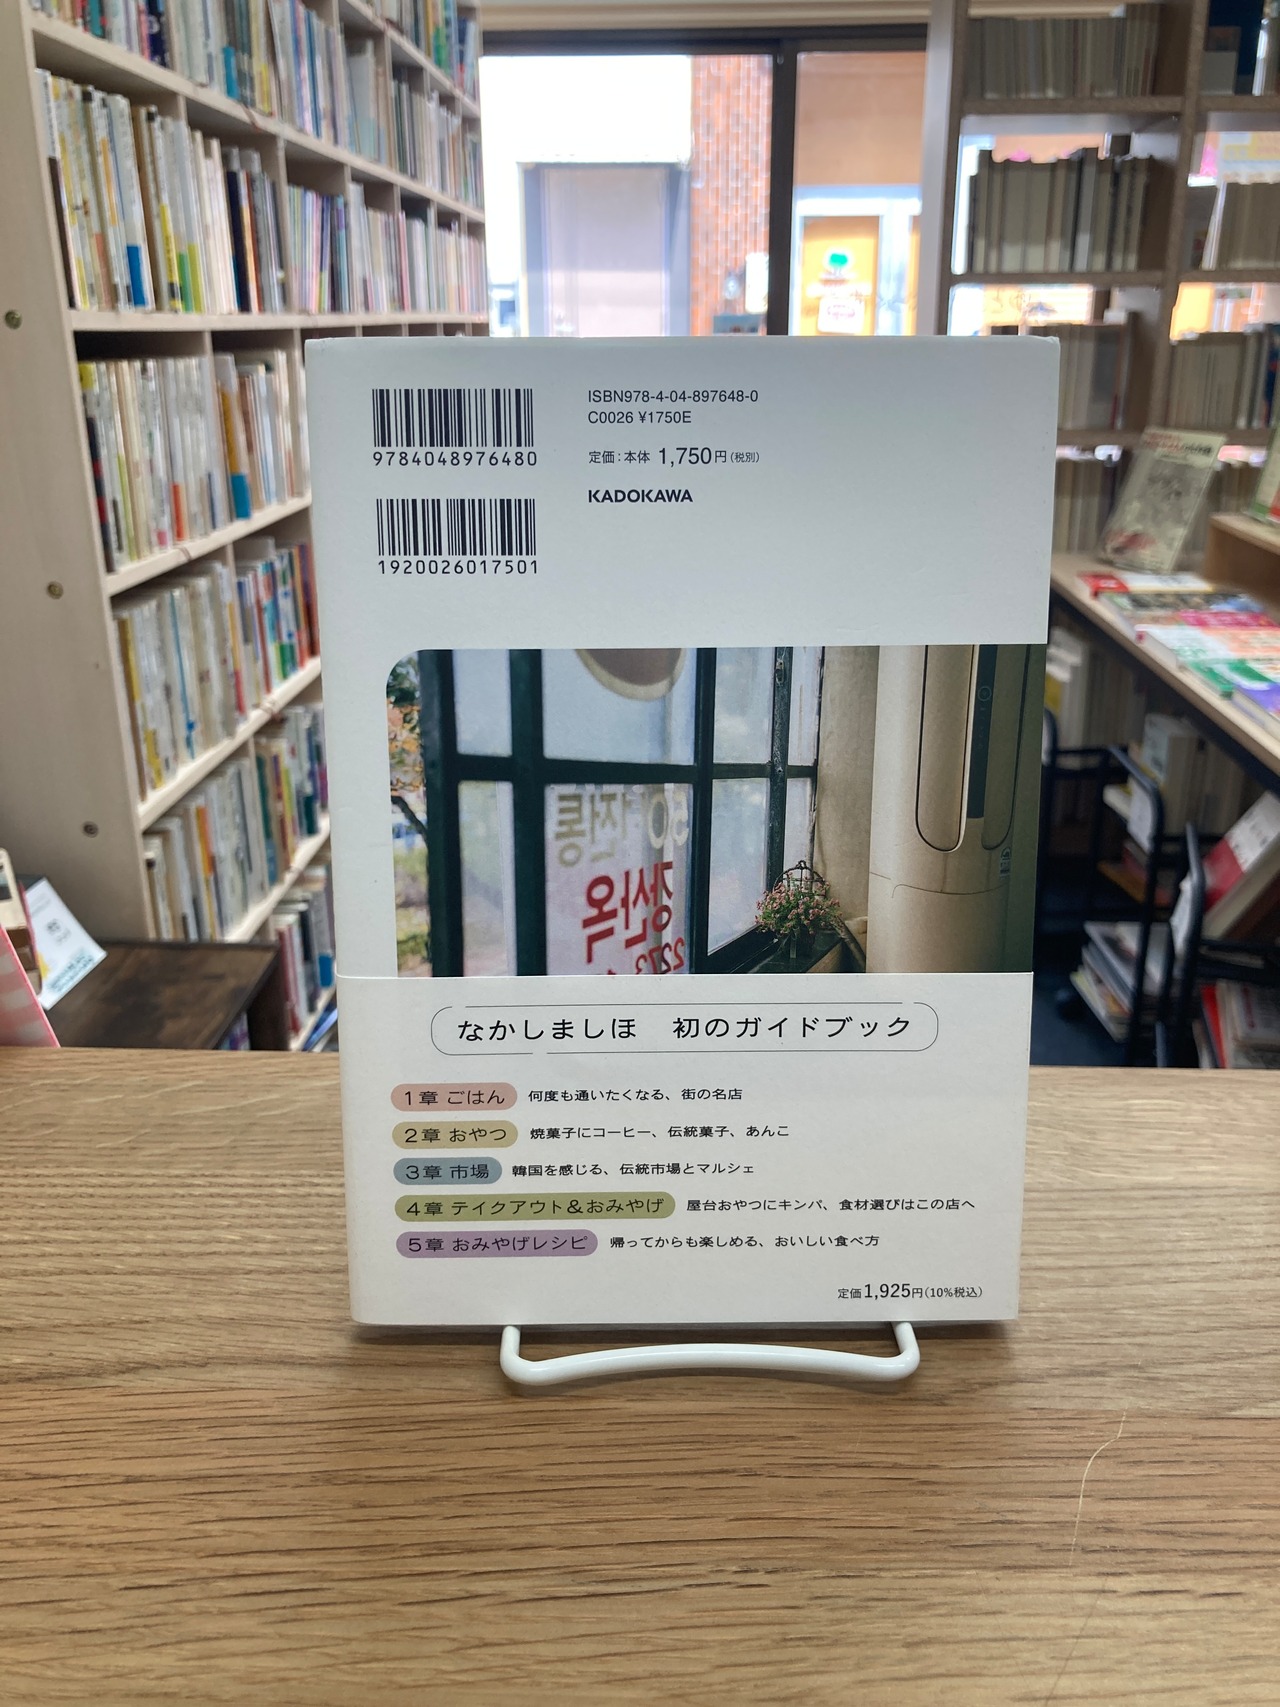 9784048976480
1920026017501
ISBN978-4-04-897648-0
C0026 ¥1750E
定価：本体 1,750円(税別)
KADOKAWA
50 전통
강산옥
2273
なかしましほ 初のガイドブック
1章 ごはん 何度も通いたくなる、街の名店
2章 おやつ 焼菓子にコーヒー、伝統菓子、あんこ
3章 市場 韓国を感じる、伝統市場とマルシェ
4章 テイクアウト&おみやげ 屋台おやつにキンパ、食材選びはこの店へ
5章 おみやげレシピ 帰ってからも楽しめる、おいしい食べ方
定価1,925円(10%税込)